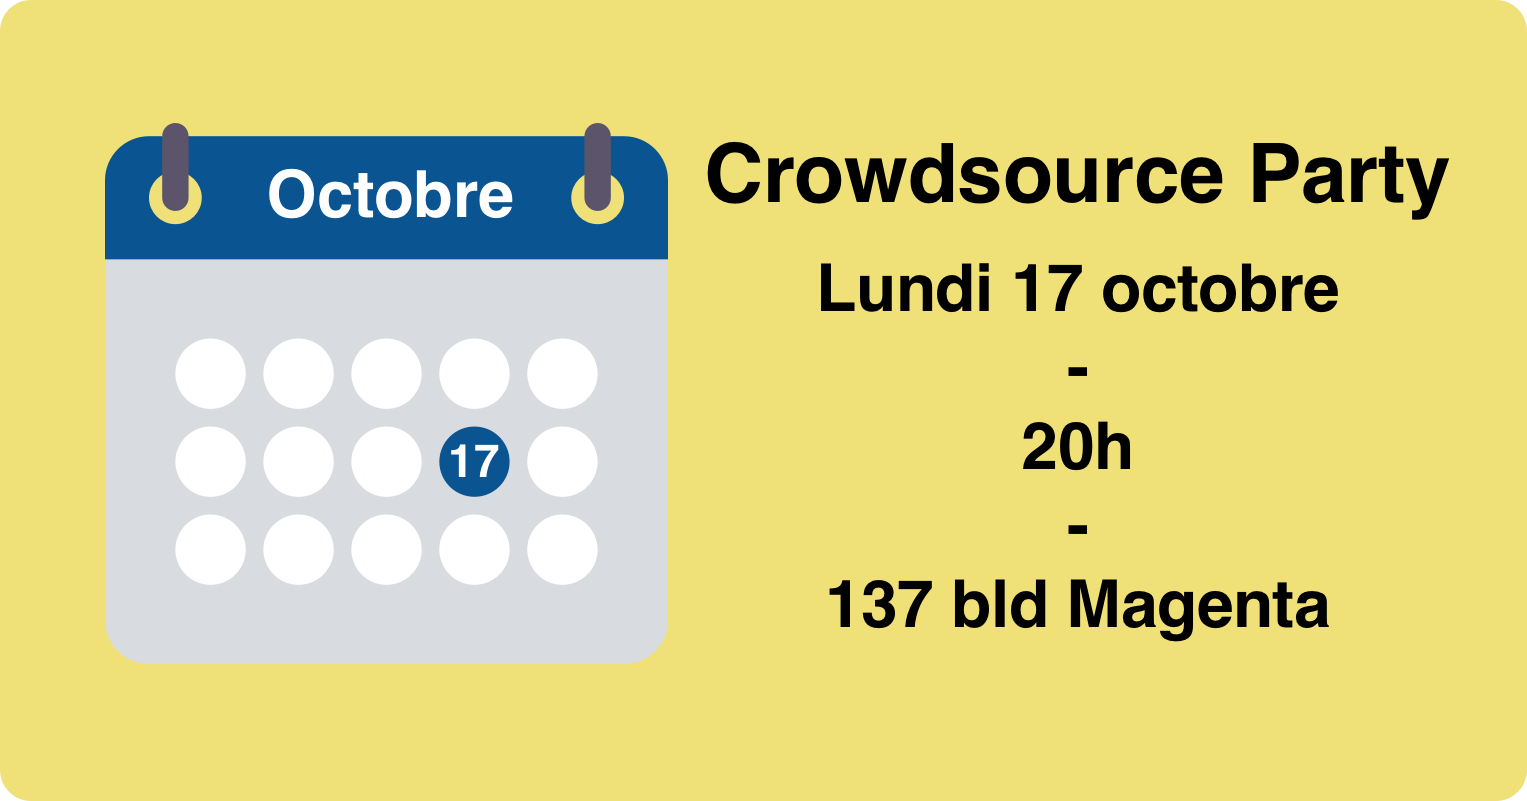 Octobre
17
Crowdsource Party
Lundi 17 octobre
-
20h
-
137 bld Magenta